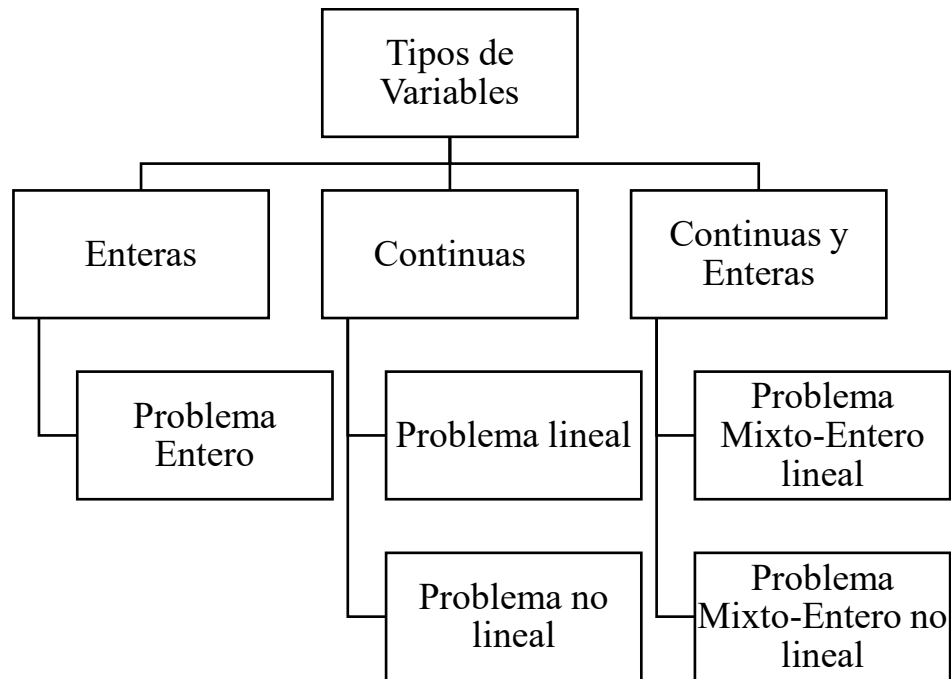 Tipos de
Variables
Enteras
Continuas
Continuas y
Enteras
Problema
Entero
Problema lineal
Problema no
lineal
Problema
Mixto-Entero
lineal
Problema
Mixto-Entero no
lineal